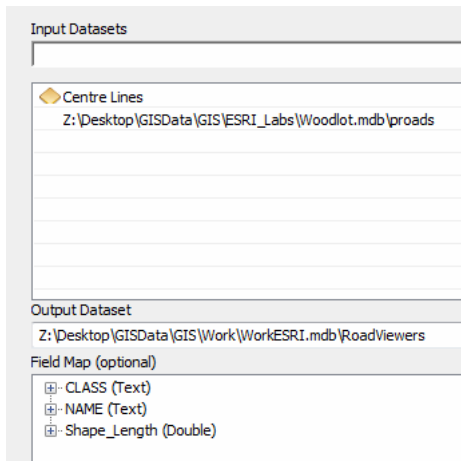 Input Datasets
Centre Lines
Z:\Desktop\GISData\GIS\ESRI_Labs\Woodlot.mdb\proads
Output Dataset
Z:\Desktop\GISData\GIS\Work\WorkESRI.mdb\RoadViewers
Field Map (optional)
CLASS (Text)
NAME (Text)
Shape_Length (Double)